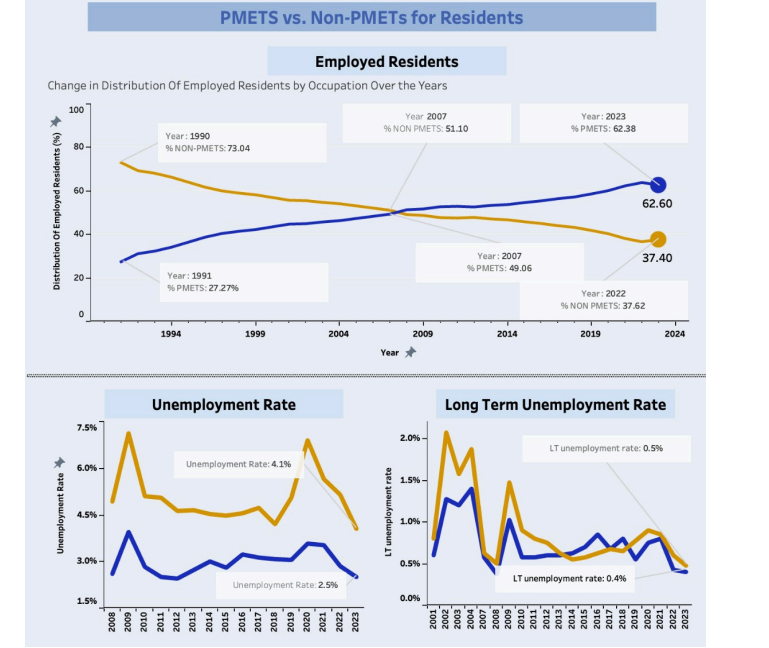 PMETS vs. Non-PMETs for Residents
Employed Residents
Change in Distribution Of Employed Residents by Occupation Over the Years
Distribution Of Employed Residents (%)
100
80
60
40
20
0
Year: 1990
% NON-PMETS: 73.04
Year 2007
% NON PMETS: 51.10
Year: 2023
% PMETS: 62.38
62.60
37.40
Year: 1991
% PMETS: 27.27%
Year: 2007
% PMETS: 49.06
Year: 2022
% NON PMETS: 37.62
1994 1999 2004 2009 2014 2019 2024
Year
Unemployment Rate
Unemployment Rate
7.5%
6.0%
4.5%
3.0%
1.5%
Unemployment Rate: 4.1%
Unemployment Rate: 2.5%
2008 2009 2010 2011 2012 2013 2014 2015 2016 2017 2018 2019 2020 2021 2022 2023
Long Term Unemployment Rate
LT unemployment rate
2.0%
1.5%
1.0%
0.5%
0.0%
LT unemployment rate: 0.5%
LT unemployment rate: 0.4%
2001 2002 2003 2004 2007 2008 2009 2010 2011 2012 2013 2014 2015 2016 2017 2018 2019 2020 2021 2022 2023